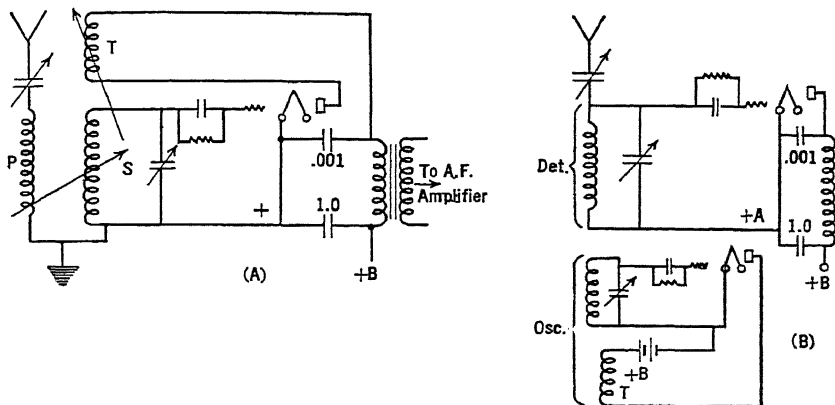 T
P
S
.001
1.0
+
To A.F.
Amplifier
+B
(A)
Det.
.001
+A
1.0
+B
Osc.
+B
T
(B)